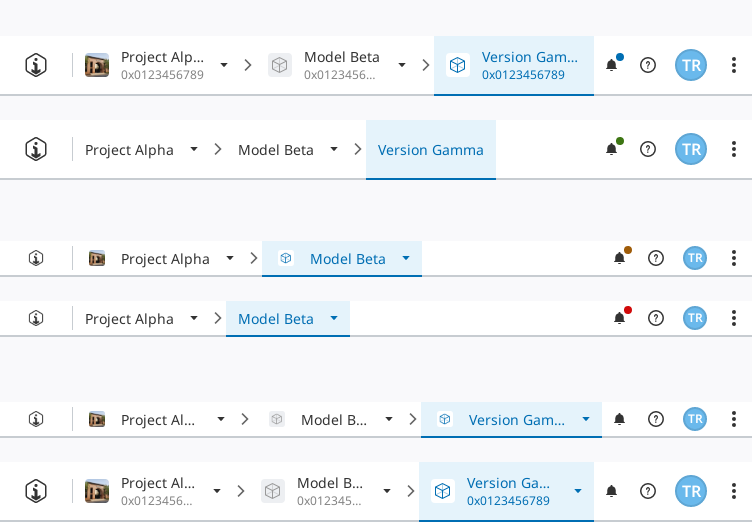 Project Alp... Model Beta Version Gam... TR
0x0123456789 0x0123456... 0x0123456789
Project Alpha Model Beta Version Gamma TR
Project Alpha Model Beta TR
Project Alpha Model Beta TR
Project Al... Model B... Version Gam... TR
Project Al... Model B... Version Ga... TR
0x0123456... 0x012345... 0x0123456789